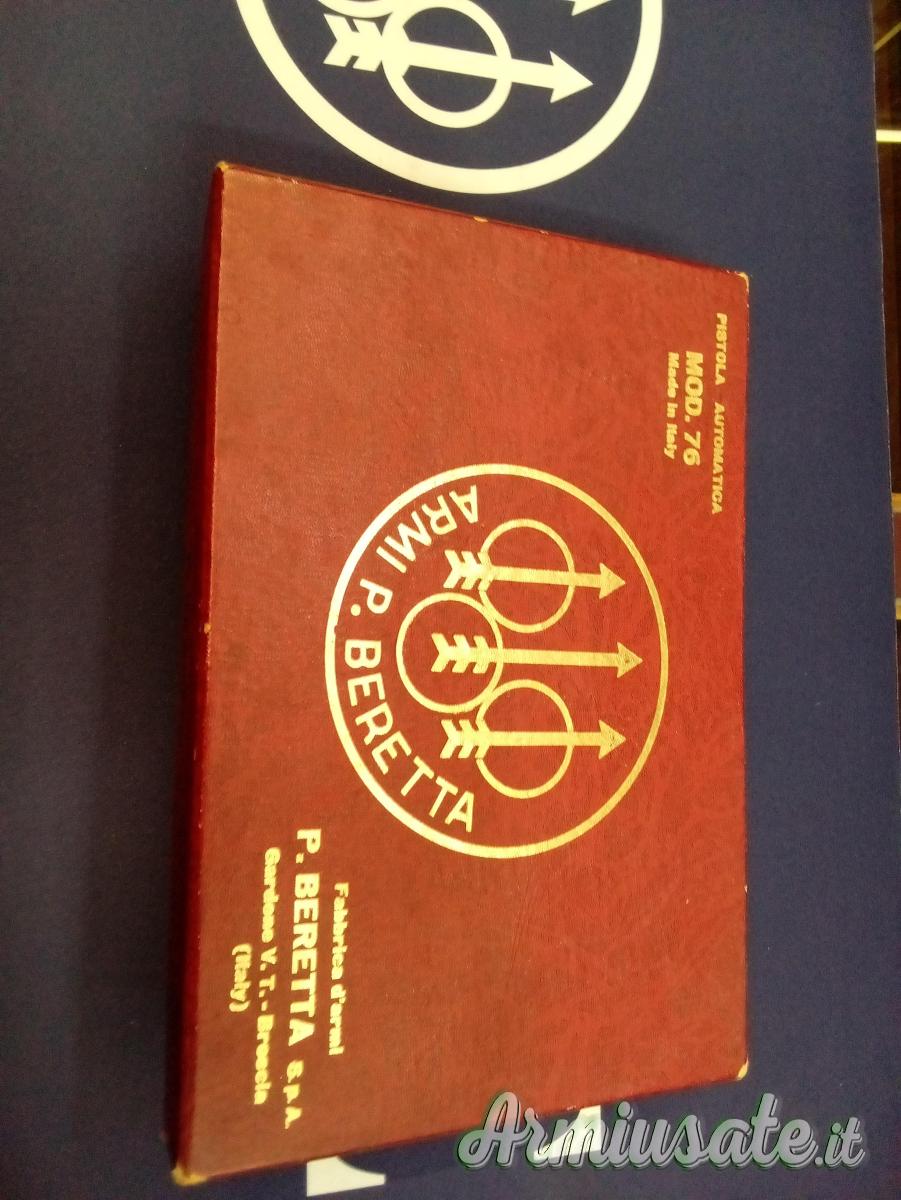 PISTOLA AUTOMATICA
MOD. 76
Made in Italy
ARMI P. BERETTA
Fabbrica d'armi
P. BERETTA S.p.A.
Gardone V. T. - Brescia
(Italy)
Armiusate.it